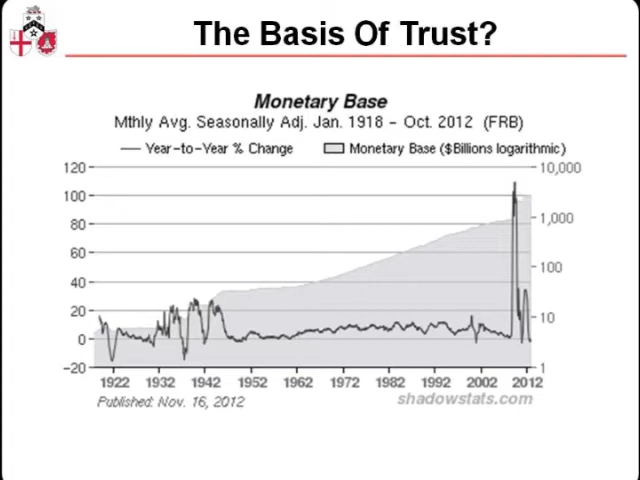 The Basis Of Trust?
Monetary Base
Mthly Avg. Seasonally Adj. Jan. 1918 - Oct. 2012 (FRB)
Year-to-Year % Change Monetary Base ($Billions logarithmic)
120 10,000
100
80 1,000
60
40 100
20 10
0
-20 1
1922 1932 1942 1952 1962 1972 1982 1992 2002 2012
Published: Nov. 16, 2012 shadowstats.com